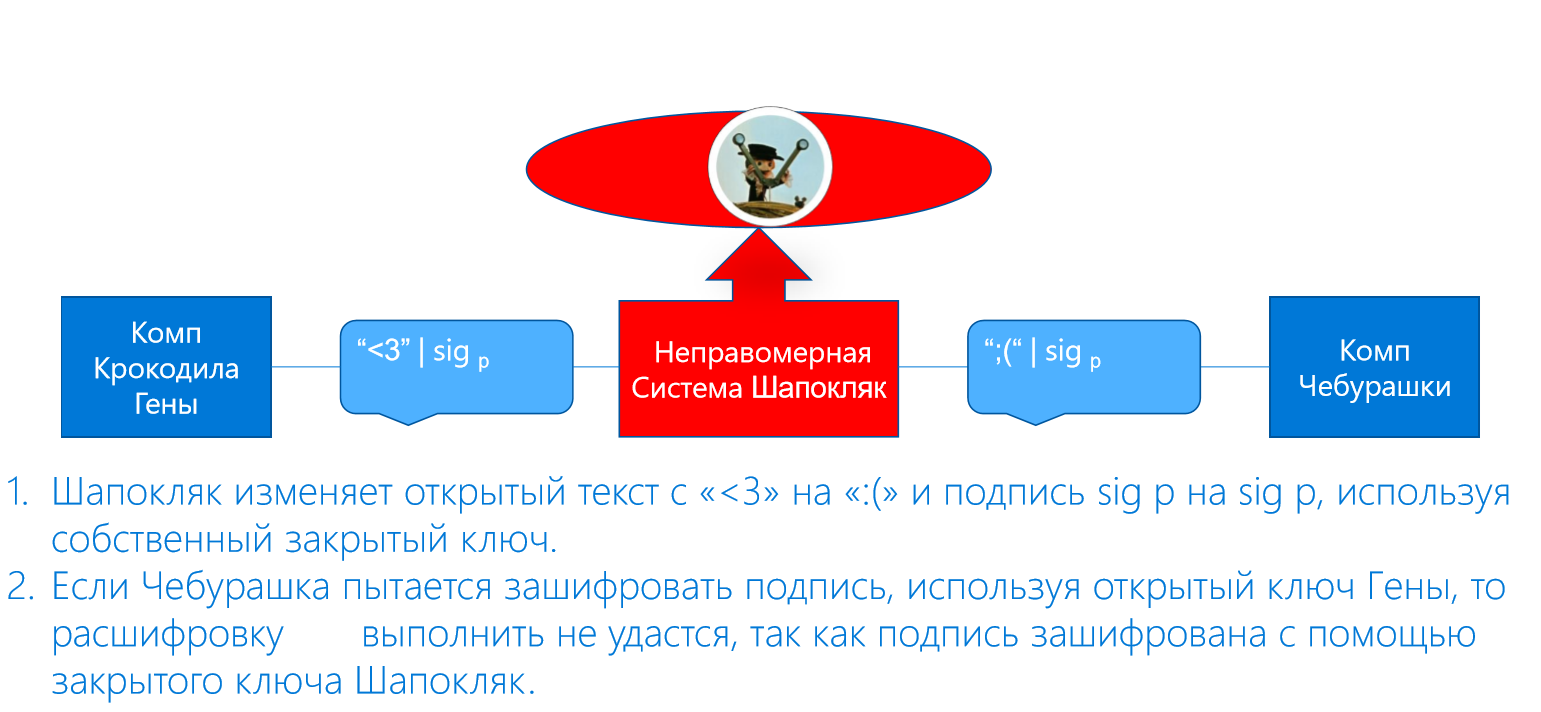 Комп
Крокодила
Гены
“<3” | sig p
Неправомерная
Система Шапокляк
“;(“ | sig p
Комп
Чебурашки
1. Шапокляк изменяет открытый текст с «<3» на «:(» и подпись sig p на sig p, используя
собственный закрытый ключ.
2. Если Чебурашка пытается зашифровать подпись, используя открытый ключ Гены, то
расшифровку выполнить не удастся, так как подпись зашифрована с помощью
закрытого ключа Шапокляк.